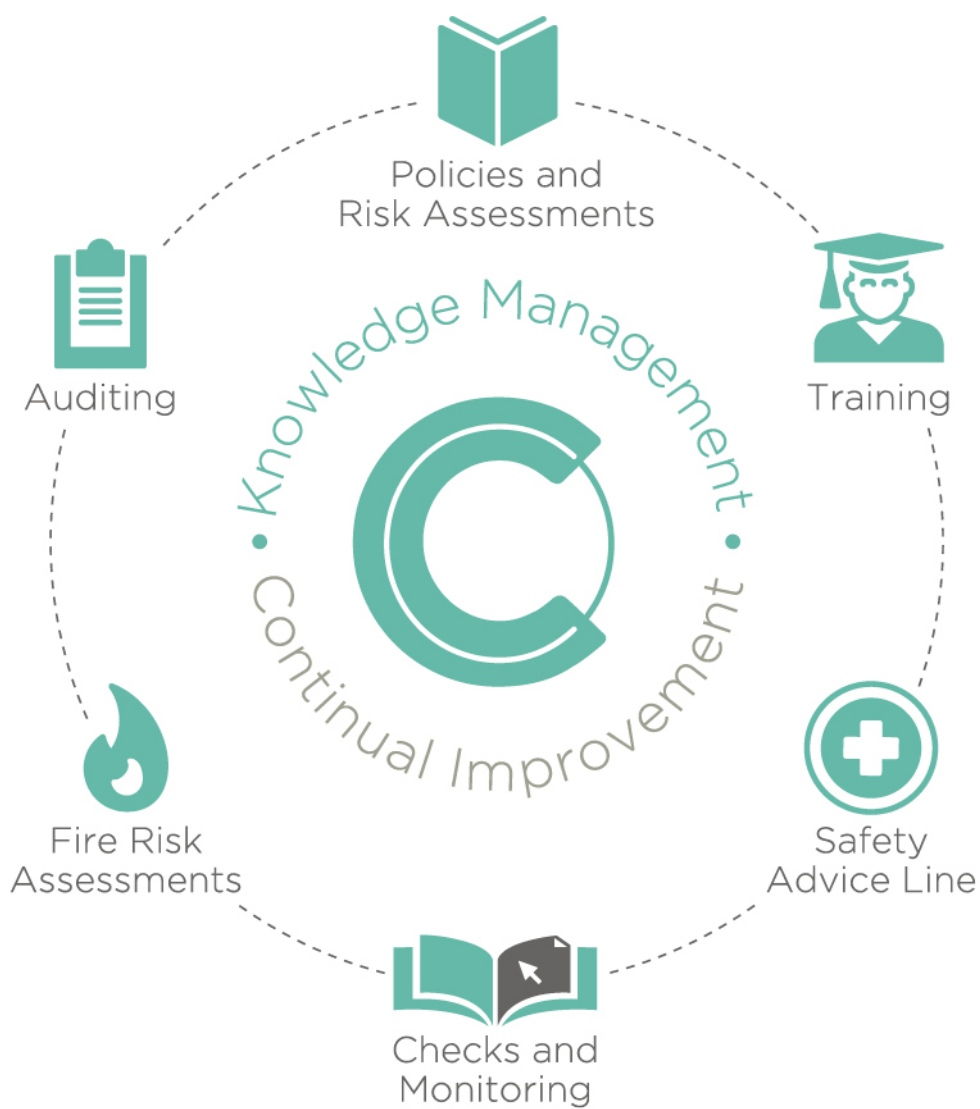 Policies and
Risk Assessments
Training
Safety
Advice Line
Checks and
Monitoring
Fire Risk
Assessments
Auditing
Knowledge Management
Continual Improvement
C